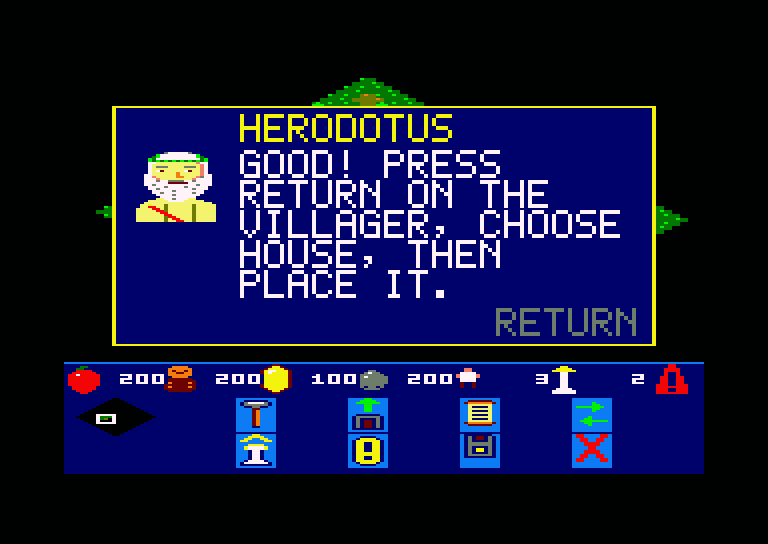 HERODOTUS
GOOD! PRESS
RETURN ON THE
VILLAGER, CHOOSE
HOUSE, THEN
PLACE IT.
RETURN
200 200 100 200 3 2